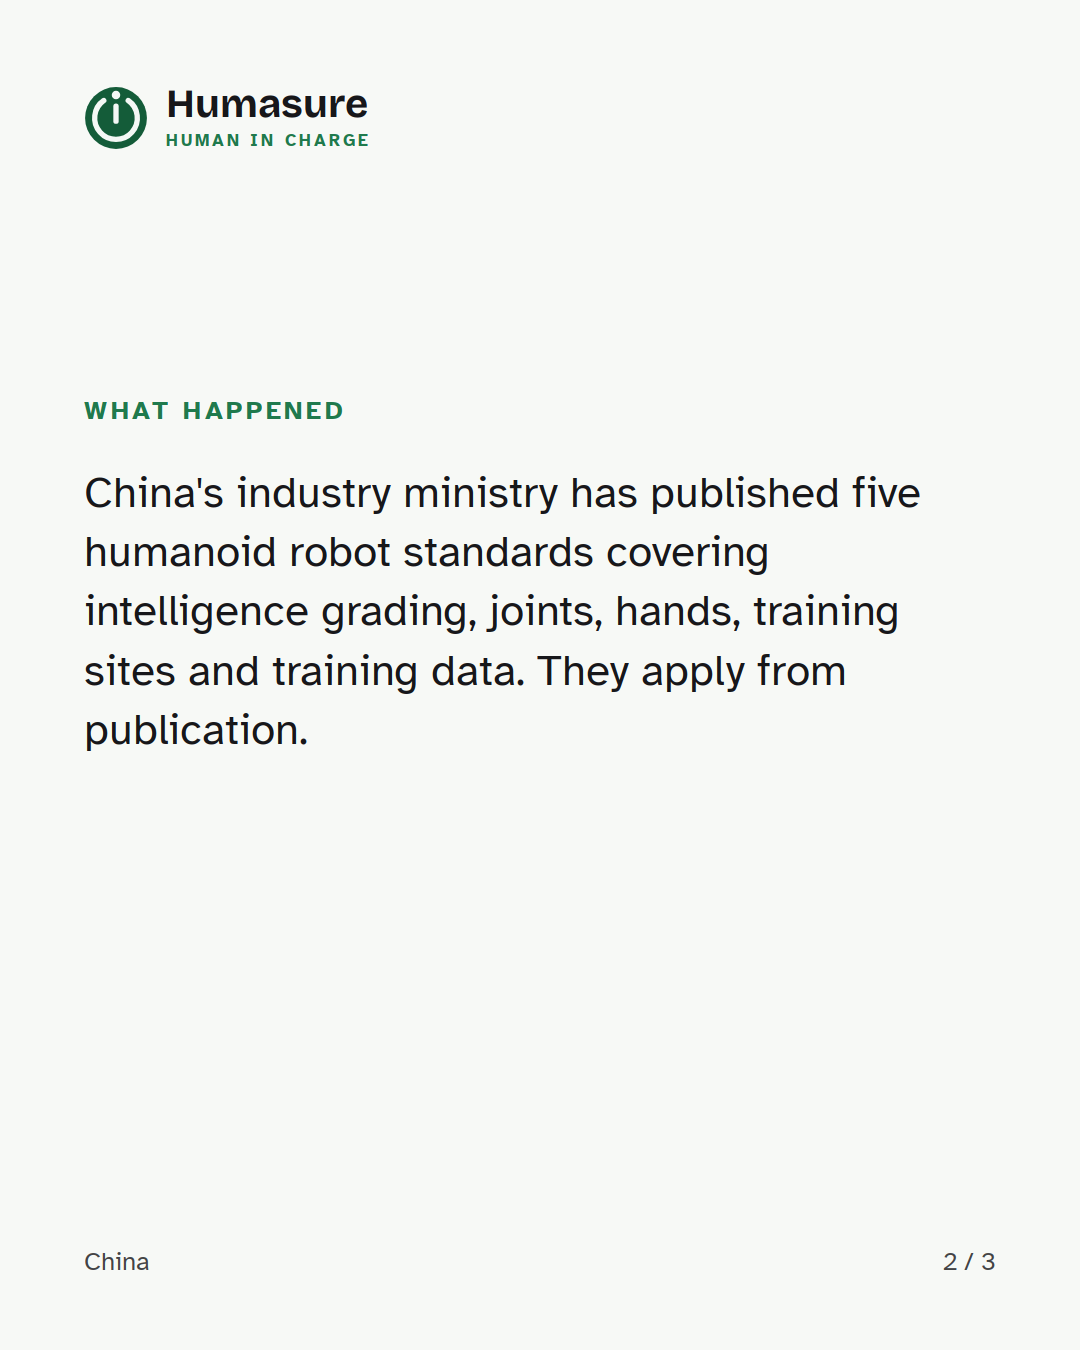 Humasure
HUMAN IN CHARGE
WHAT HAPPENED
China's industry ministry has published five
humanoid robot standards covering
intelligence grading, joints, hands, training
sites and training data. They apply from
publication.
China
2 / 3